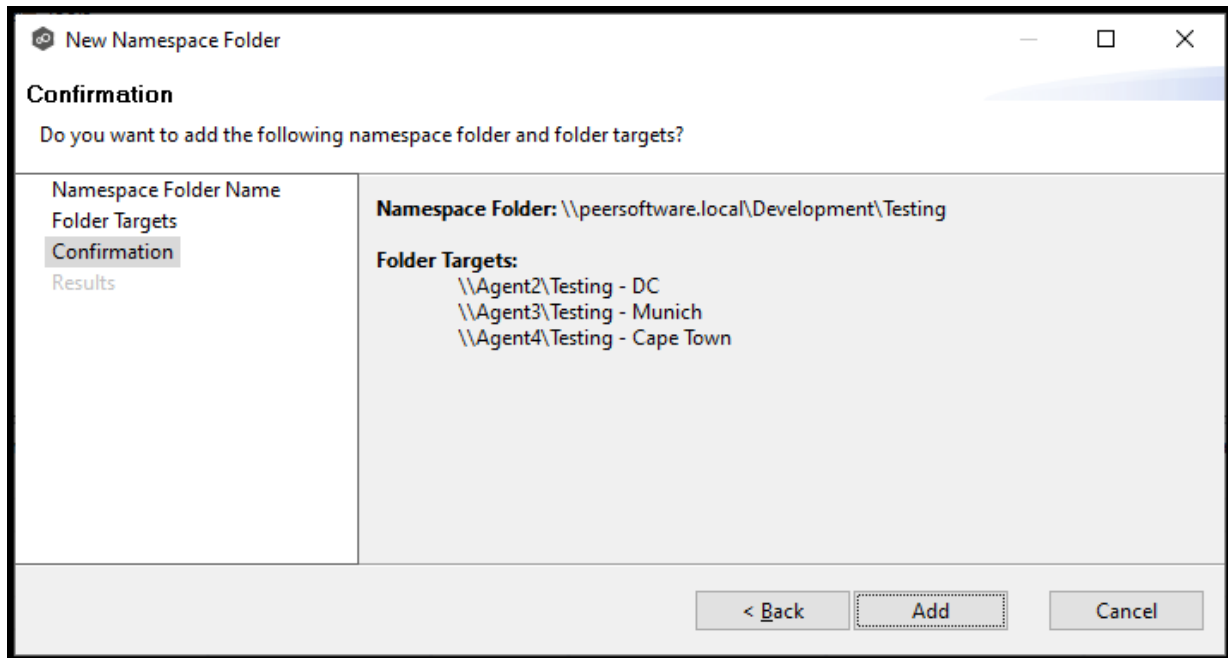 New Namespace Folder
Confirmation
Do you want to add the following namespace folder and folder targets?
Namespace Folder Name
Folder Targets
Confirmation
Results
Namespace Folder: \\peersoftware.local\Development\Testing
Folder Targets:
\\Agent2\Testing - DC
\\Agent3\Testing - Munich
\\Agent4\Testing - Cape Town
< Back
Add
Cancel